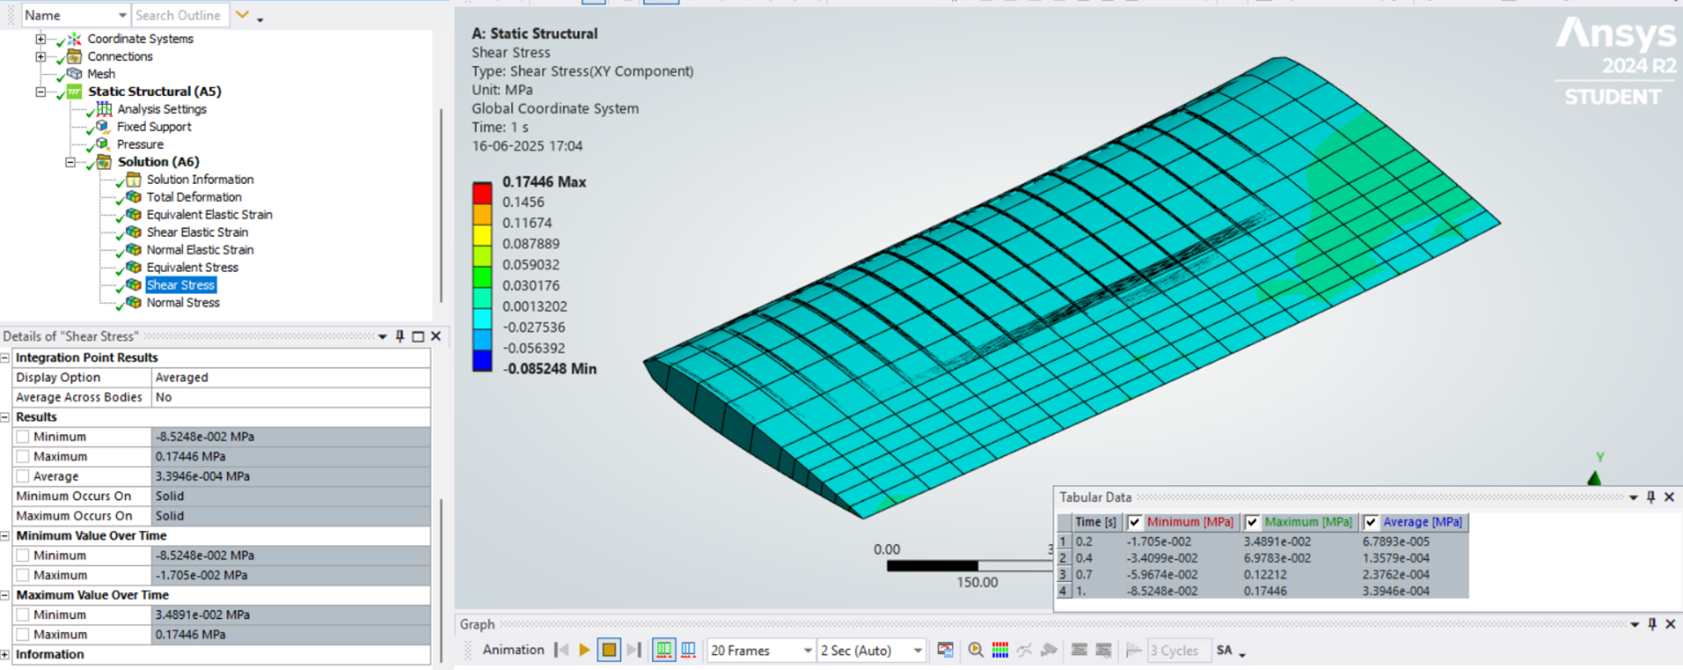 Name Search Outline
Coordinate Systems
Connections
Mesh
Static Structural (A5)
Analysis Settings
Fixed Support
Pressure
Solution (A6)
Solution Information
Total Deformation
Equivalent Elastic Strain
Shear Elastic Strain
Normal Elastic Strain
Equivalent Stress
Shear Stress
Normal Stress
Details of "Shear Stress"
Integration Point Results
Display Option Averaged
Average Across Bodies No
Results
Minimum -8.5248e-002 MPa
Maximum 0.17446 MPa
Average 3.3946e-004 MPa
Minimum Occurs On Solid
Maximum Occurs On Solid
Minimum Value Over Time
Minimum -8.5248e-002 MPa
Maximum -1.705e-002 MPa
Maximum Value Over Time
Minimum 3.4891e-002 MPa
Maximum 0.17446 MPa
Information
A: Static Structural
Shear Stress
Type: Shear Stress(XY Component)
Unit: MPa
Global Coordinate System
Time: 1 s
16-06-2025 17:04
0.17446 Max
0.1456
0.11674
0.087889
0.059032
0.030176
0.0013202
-0.027536
-0.056392
-0.085248 Min
Ansys
2024 R2
STUDENT
Y
0.00
150.00
Tabular Data
Time [s] Minimum [MPa] Maximum [MPa] Average [MPa]
1 0.2 -1.705e-002 3.4891e-002 6.7893e-005
2 0.4 -3.4099e-002 6.9783e-002 1.3579e-004
3 0.7 -5.9674e-002 0.12212 2.3762e-004
4 1. -8.5248e-002 0.17446 3.3946e-004
Graph
Animation 20 Frames 2 Sec (Auto) 3 Cycles SA